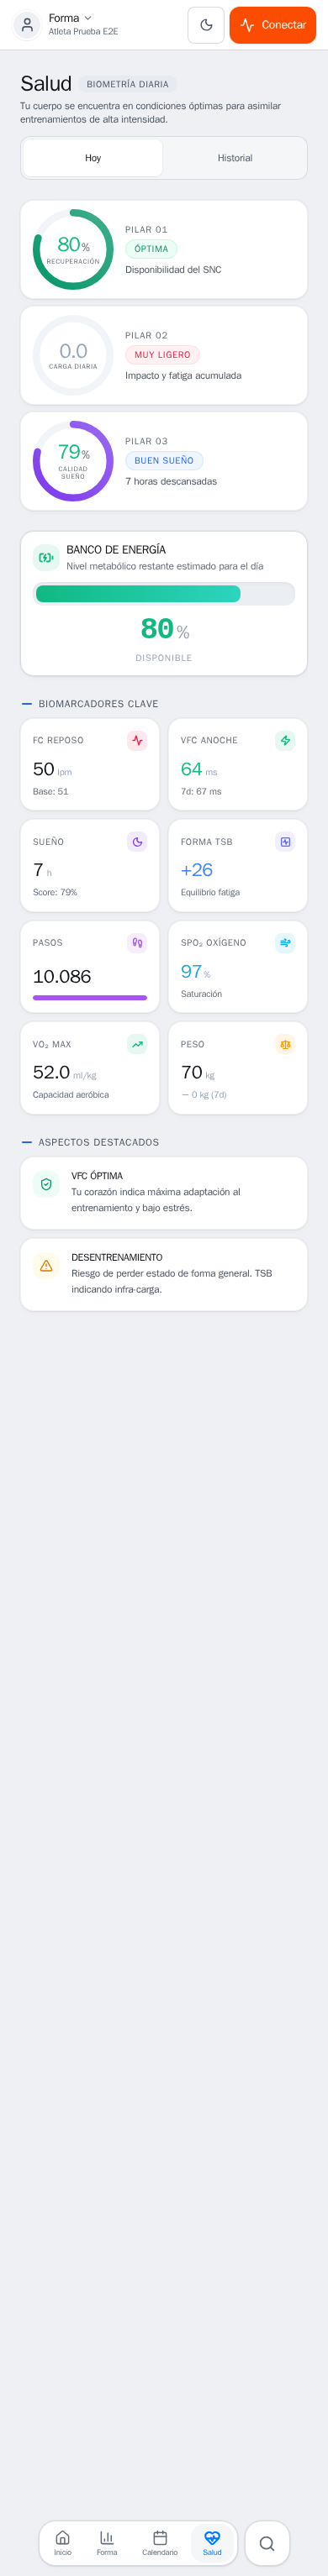 Forma
Atleta Prueba E2E
Conectar
Salud
BIOMETRÍA DIARIA
Tu cuerpo se encuentra en condiciones óptimas para asimilar
entrenamientos de alta intensidad.
Hoy
Historial
80%
RECUPERACIÓN
PILAR 01
ÓPTIMA
Disponibilidad del SNC
0.0
CARGA DIARIA
PILAR 02
MUY LIGERO
Impacto y fatiga acumulada
79%
CALIDAD
SUEÑO
PILAR 03
BUEN SUEÑO
7 horas descansadas
BANCO DE ENERGÍA
Nivel metabólico restante estimado para el día
80%
DISPONIBLE
BIOMARCADORES CLAVE
FC REPOSO
50 lpm
Base: 51
VFC ANOCHE
64 ms
7d: 67 ms
SUEÑO
7 h
Score: 79%
FORMA TSB
+26
Equilibrio fatiga
PASOS
10.086
SPO₂ OXÍGENO
97 %
Saturación
VO₂ MAX
52.0 ml/kg
Capacidad aeróbica
PESO
70 kg
— 0 kg (7d)
ASPECTOS DESTACADOS
VFC ÓPTIMA
Tu corazón indica máxima adaptación al
entrenamiento y bajo estrés.
DESENTRENAMIENTO
Riesgo de perder estado de forma general. TSB
indicando infra-carga.
Inicio
Forma
Calendario
Salud